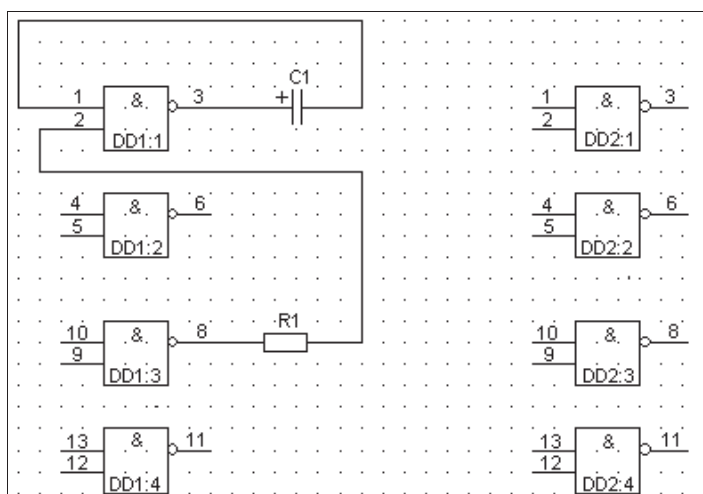 C1
+
1 & 3
2
DD1:1
1 & 3
2
DD2:1
4 & 6
5
DD1:2
4 & 6
5
DD2:2
R1
10 & 8
9
DD1:3
10 & 8
9
DD2:3
13 & 11
12
DD1:4
13 & 11
12
DD2:4